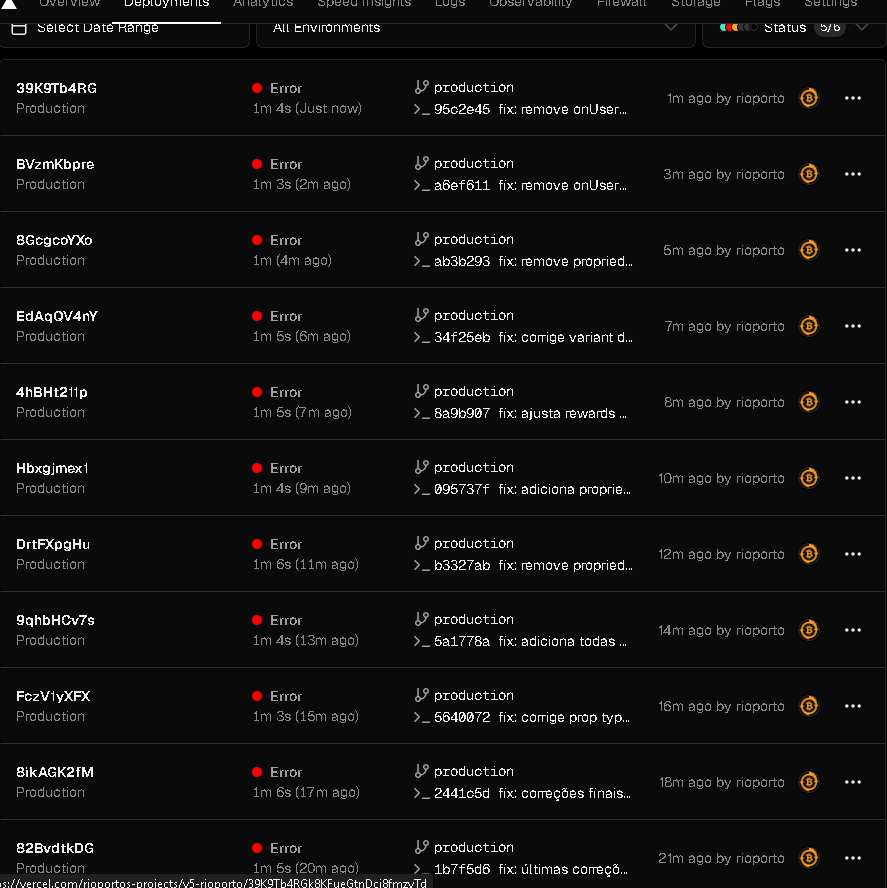 Overview Deployments Analytics Speed Insights Logs Observability Firewall Storage Flags Settings
Select Date Range All Environments Status 5/6
39K9Tb4RG Error production
Production 1m 4s (Just now) 95c2e45 fix: remove onUser... 1m ago by rioporto
BVzmKbpre Error production
Production 1m 3s (2m ago) a6ef611 fix: remove onUser... 3m ago by rioporto
8GcgcoYXo Error production
Production 1m (4m ago) ab3b293 fix: remove propried... 5m ago by rioporto
EdAqQV4nY Error production
Production 1m 5s (6m ago) 34f25eb fix: corrige variant d... 7m ago by rioporto
4hBHt211p Error production
Production 1m 5s (7m ago) 8a9b907 fix: ajusta rewards ... 8m ago by rioporto
Hbxgjmex1 Error production
Production 1m 4s (9m ago) 095737f fix: adiciona proprie... 10m ago by rioporto
DrtFXpgHu Error production
Production 1m 6s (11m ago) b3327ab fix: remove propried... 12m ago by rioporto
9qhbHCv7s Error production
Production 1m 4s (13m ago) 5a1778a fix: adiciona todas ... 14m ago by rioporto
FczV1yXFX Error production
Production 1m 3s (15m ago) 5640072 fix: corrige prop typ... 16m ago by rioporto
8ikAGK2fM Error production
Production 1m 6s (17m ago) 2441c5d fix: correções finais... 18m ago by rioporto
82BvdtkDG Error production
1m 5s (20m ago) 1b7f5d6 fix: últimas correçõ... 21m ago by rioporto
ps://vercel.com/rioportos-projects/v5-rioporto/39K9Tb4RGk8KFueGtnDci8fmzyTd